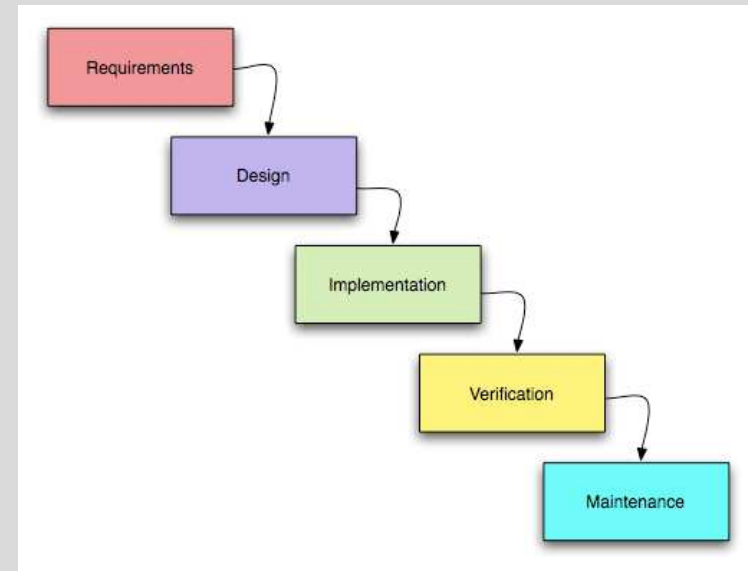 Requirements
Design
Implementation
Verification
Maintenance